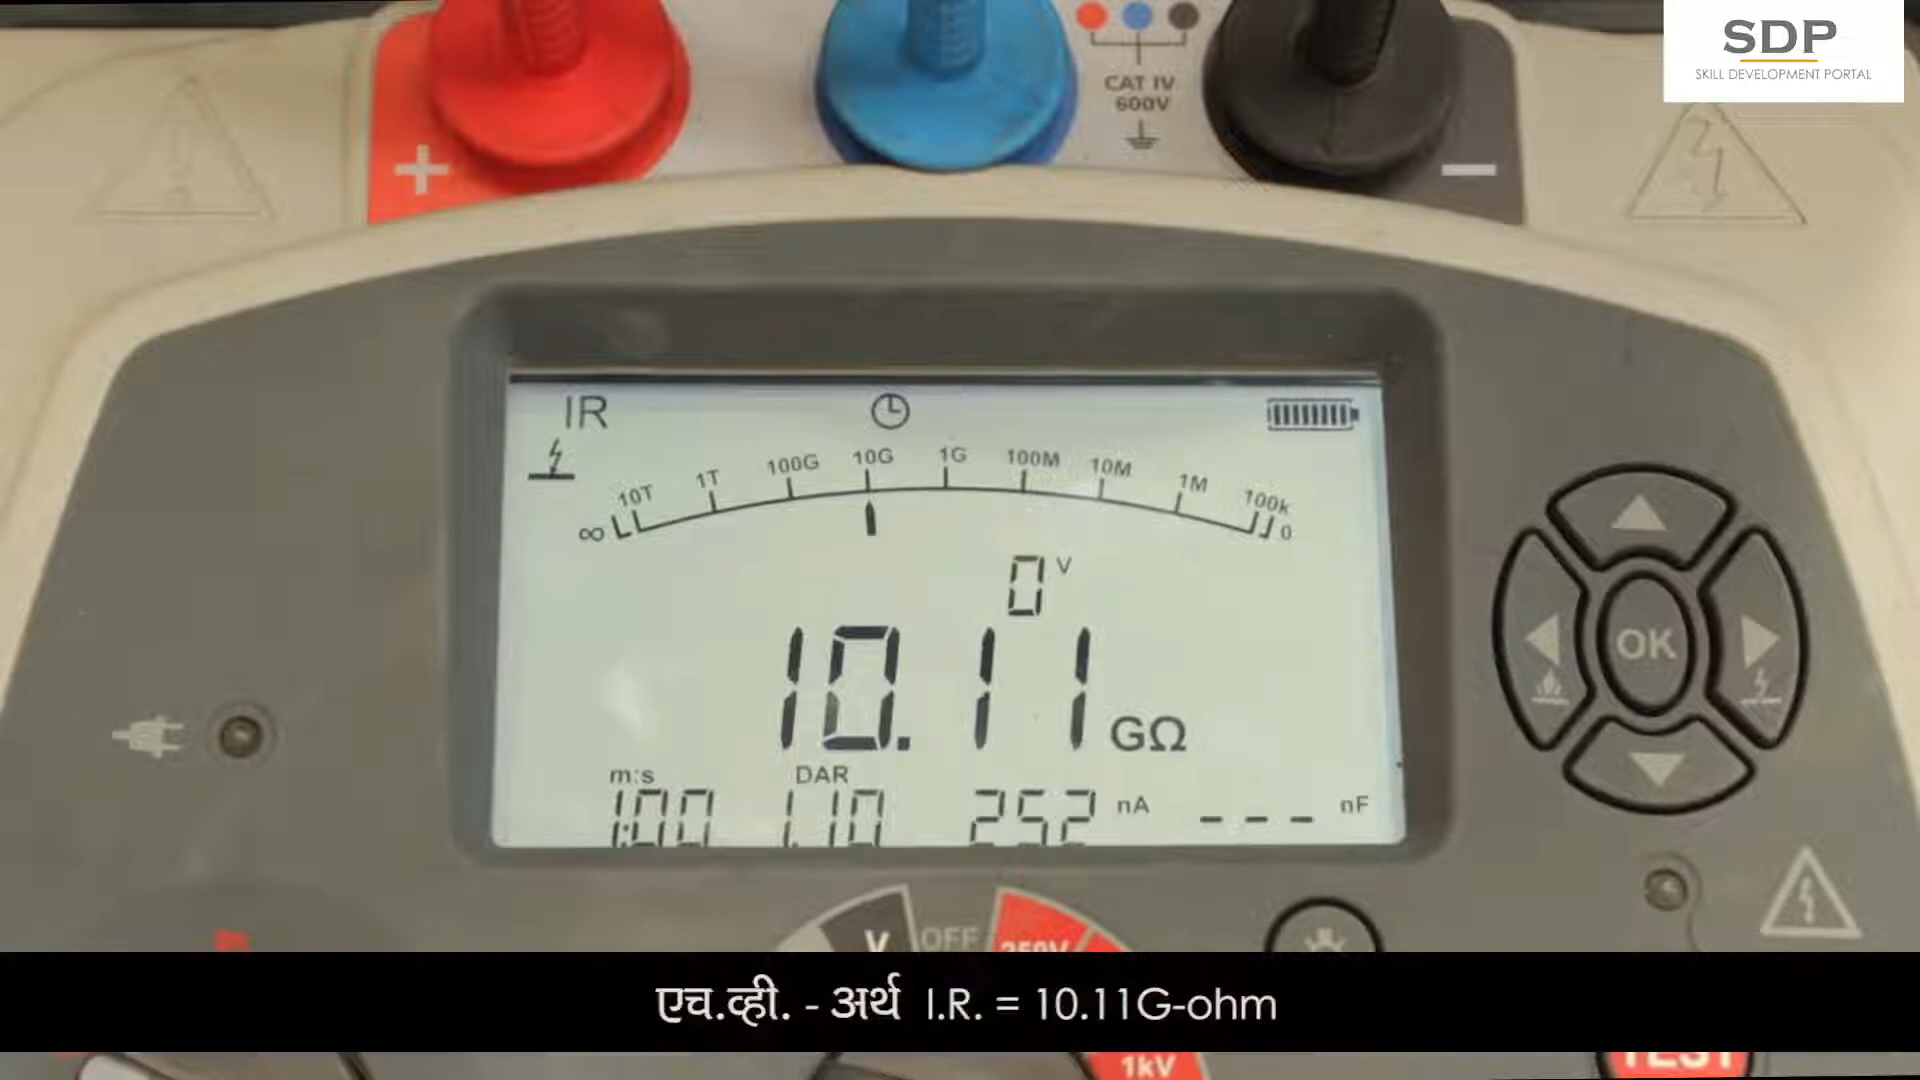 SDP
SKILL DEVELOPMENT PORTAL
CAT IV
600V
IR
∞ 10T 1T 100G 10G 1G 100M 10M 1M 100k 0
0 V
10.11 GΩ
m:s DAR
1:00 1.10 252 nA --- nF
OK
V OFF 250V
एच.व्ही. - अर्थ I.R. = 10.11G-ohm
1kV
TEST